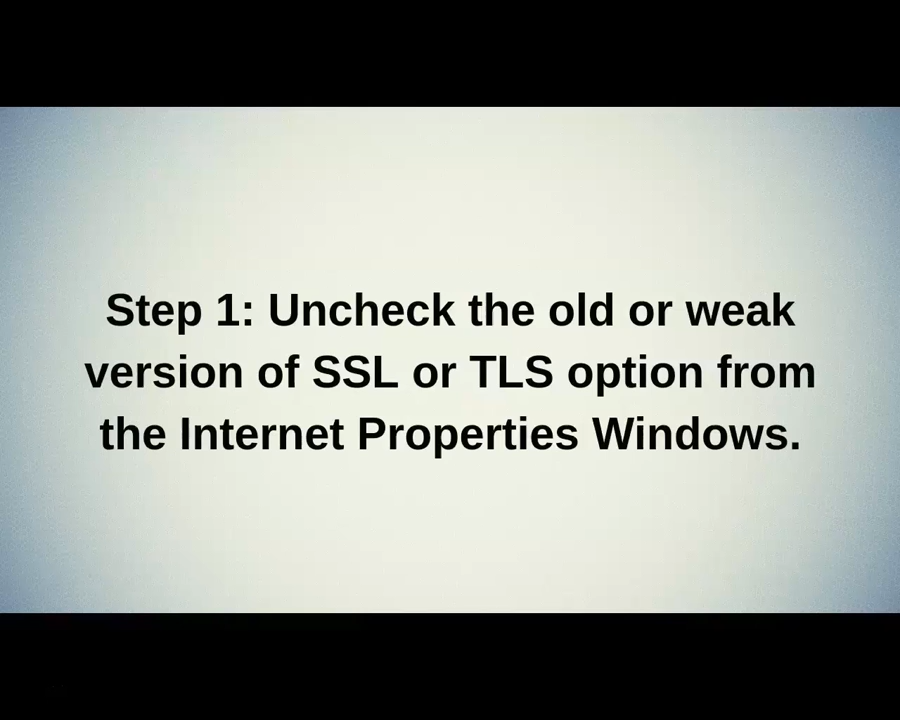 Step 1: Uncheck the old or weak
version of SSL or TLS option from
the Internet Properties Windows.